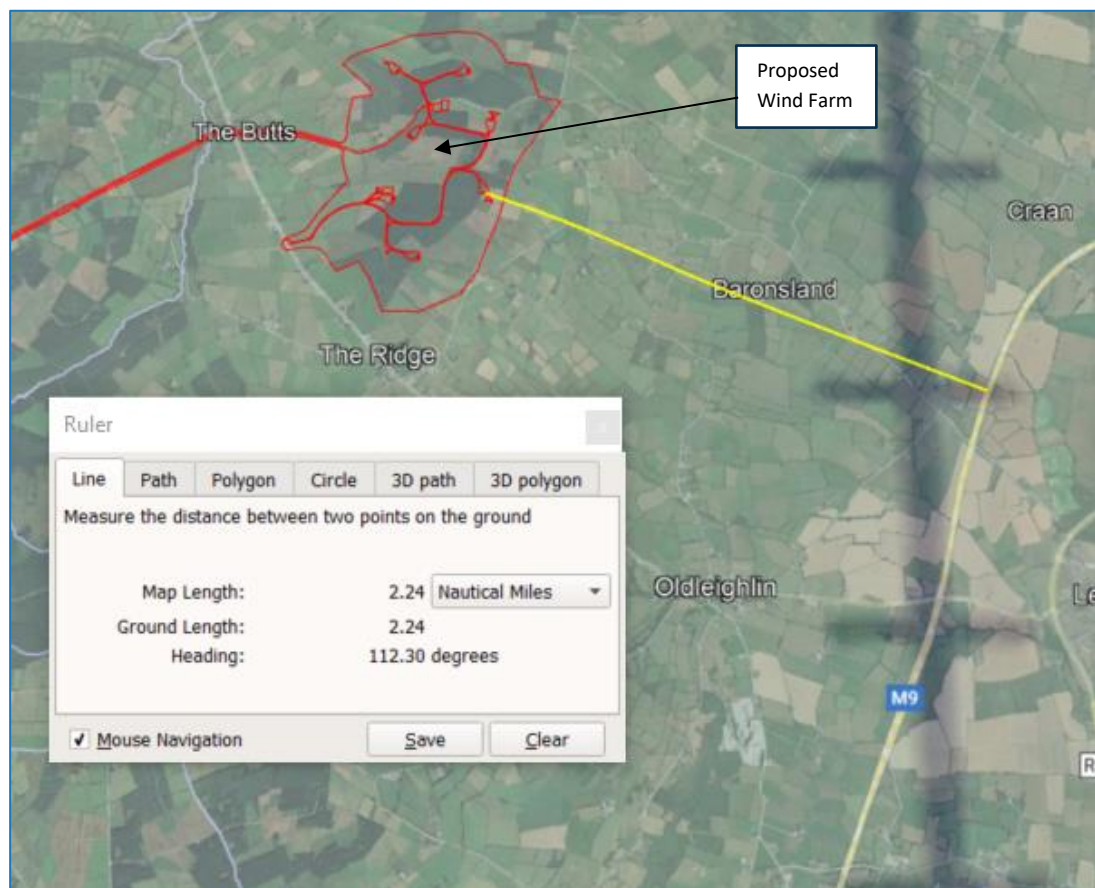 Proposed
Wind Farm
The Butts
Craan
Baronsland
The Ridge
Ruler
Line Path Polygon Circle 3D path 3D polygon
Measure the distance between two points on the ground
Map Length: 2.24 Nautical Miles
Ground Length: 2.24
Heading: 112.30 degrees
Mouse Navigation Save Clear
Oldleighlin
Le
M9
R